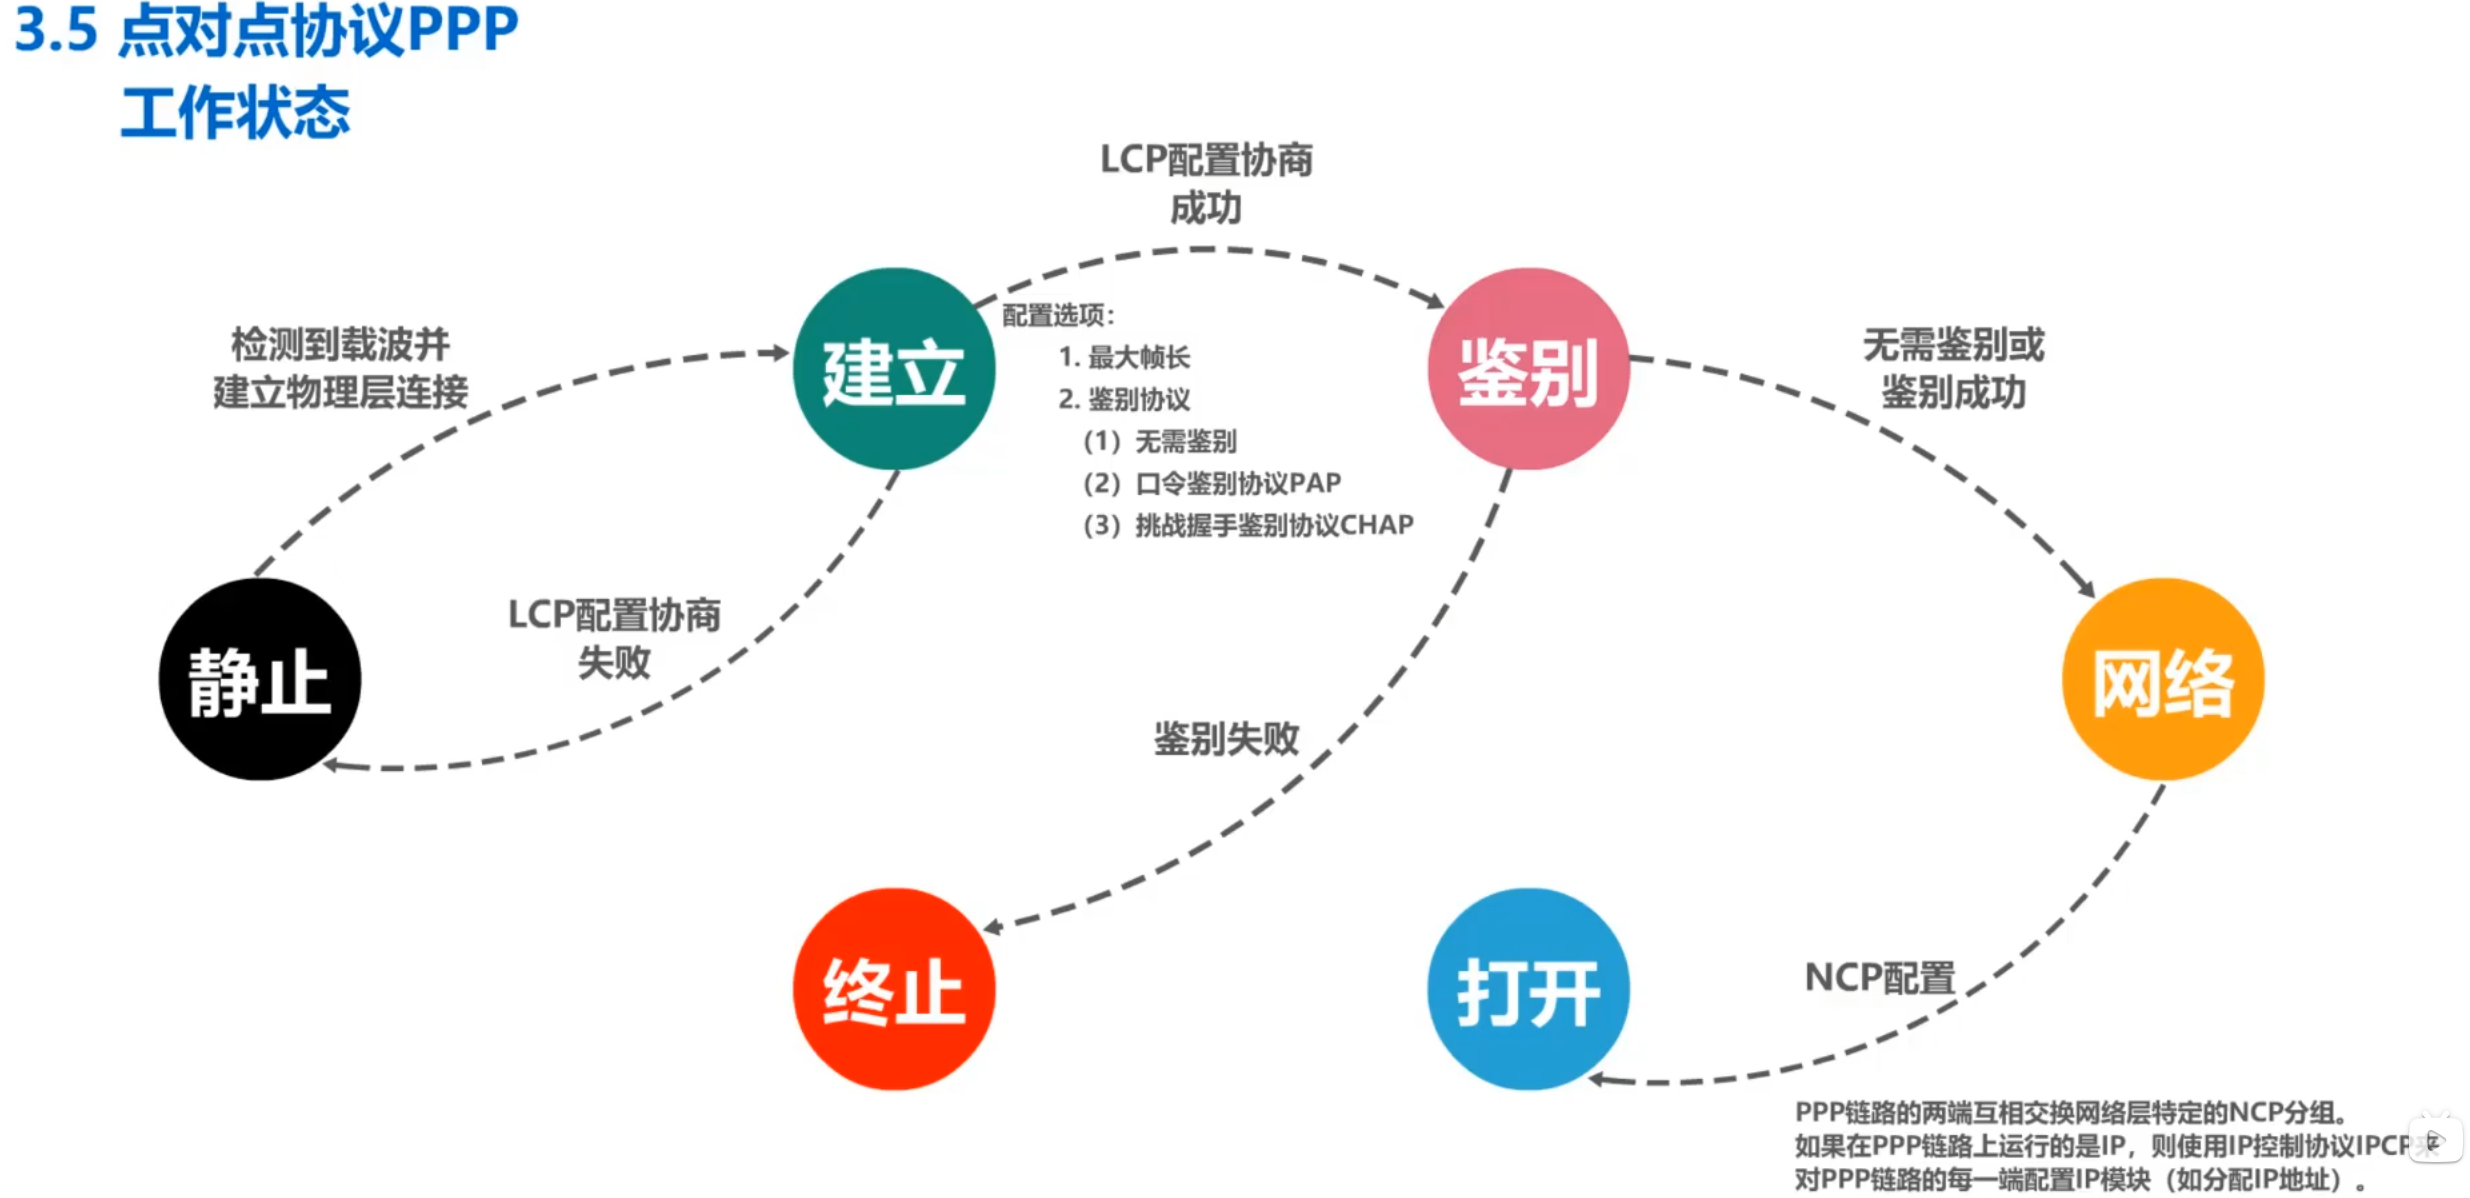 3.5 点对点协议PPP
工作状态
LCP配置协商
成功
检测到载波并
建立物理层连接
建立
配置选项：
1. 最大帧长
2. 鉴别协议
（1）无需鉴别
（2）口令鉴别协议PAP
（3）挑战握手鉴别协议CHAP
鉴别
无需鉴别或
鉴别成功
静止
LCP配置协商
失败
鉴别失败
网络
终止
打开
NCP配置
PPP链路的两端互相交换网络层特定的NCP分组。
如果在PPP链路上运行的是IP，则使用IP控制协议IPCP来
对PPP链路的每一端配置IP模块（如分配IP地址）。